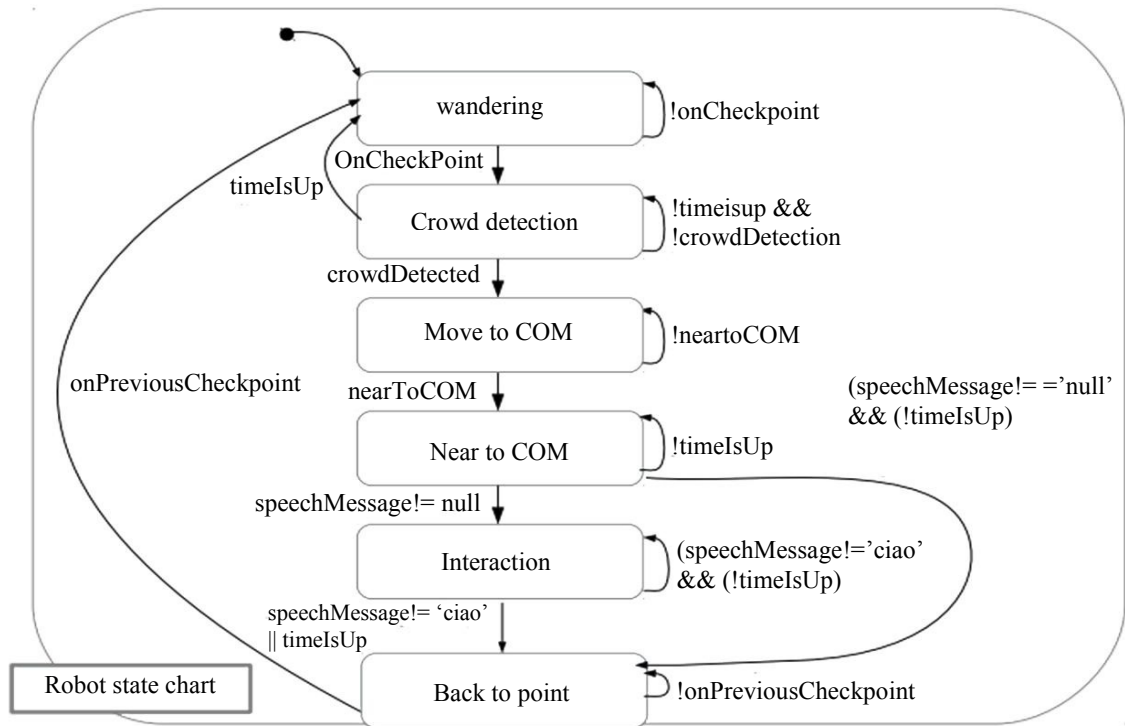 wandering
!onCheckpoint
OnCheckPoint
timeIsUp
Crowd detection
!timeisup &&
!crowdDetection
crowdDetected
Move to COM
!neartoCOM
onPreviousCheckpoint
nearToCOM
(speechMessage!= =’null’
&& (!timeIsUp)
Near to COM
!timeIsUp
speechMessage!= null
Interaction
(speechMessage!=’ciao’
&& (!timeIsUp)
speechMessage!= ‘ciao’
|| timeIsUp
Robot state chart
Back to point
!onPreviousCheckpoint